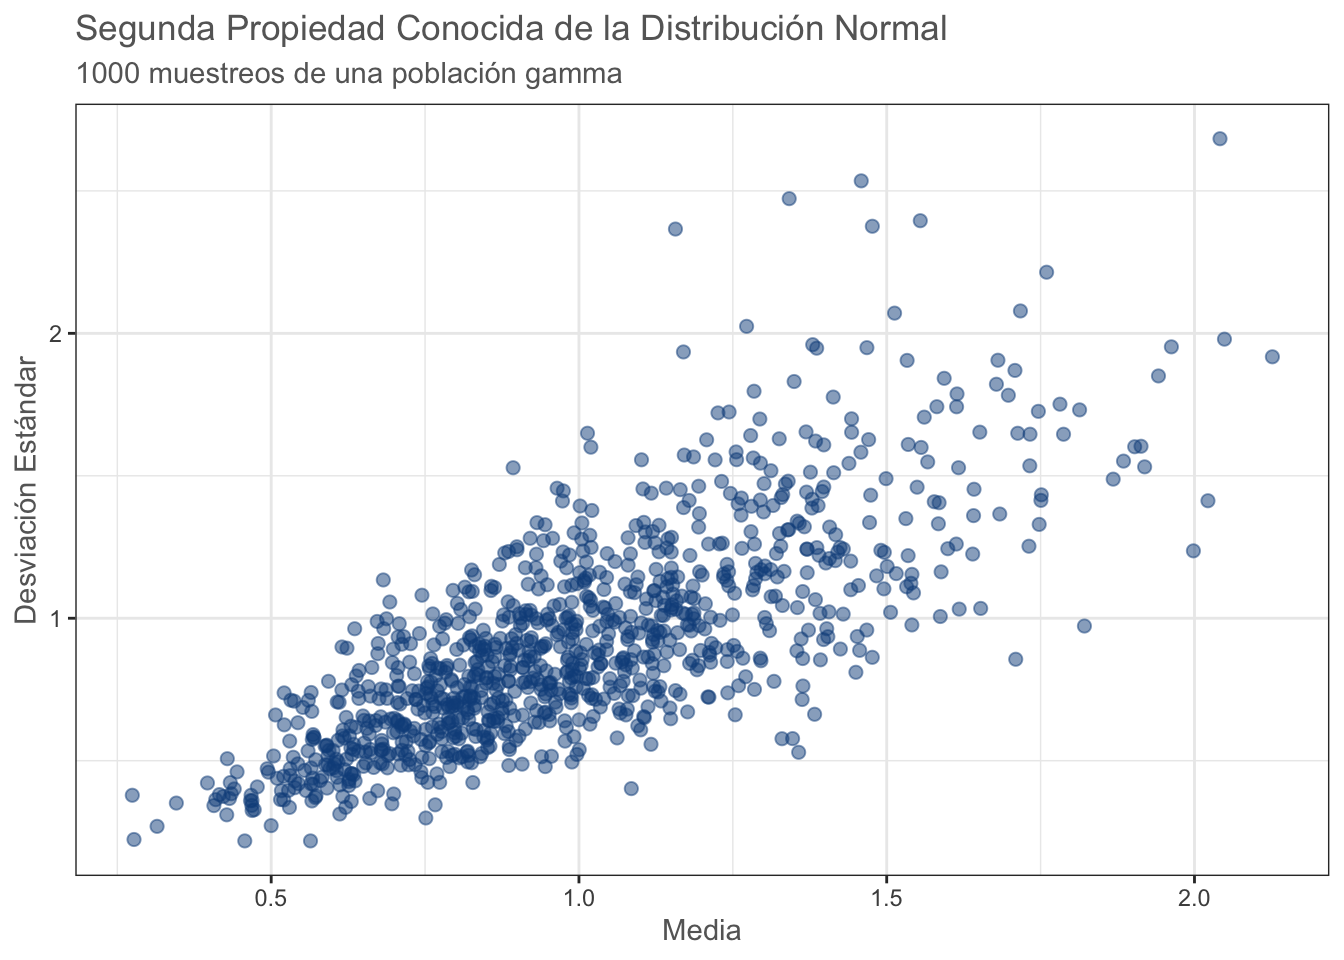 Segunda Propiedad Conocida de la Distribución Normal
1000 muestreos de una población gamma
Desviación Estándar
2
1
0.5
1.0
1.5
2.0
Media